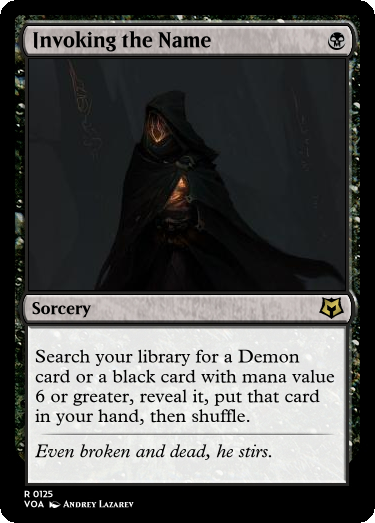 Invoking the Name
Sorcery
Search your library for a Demon
card or a black card with mana value
6 or greater, reveal it, put that card
in your hand, then shuffle.
Even broken and dead, he stirs.
R 0125
VOA Andrey Lazarev